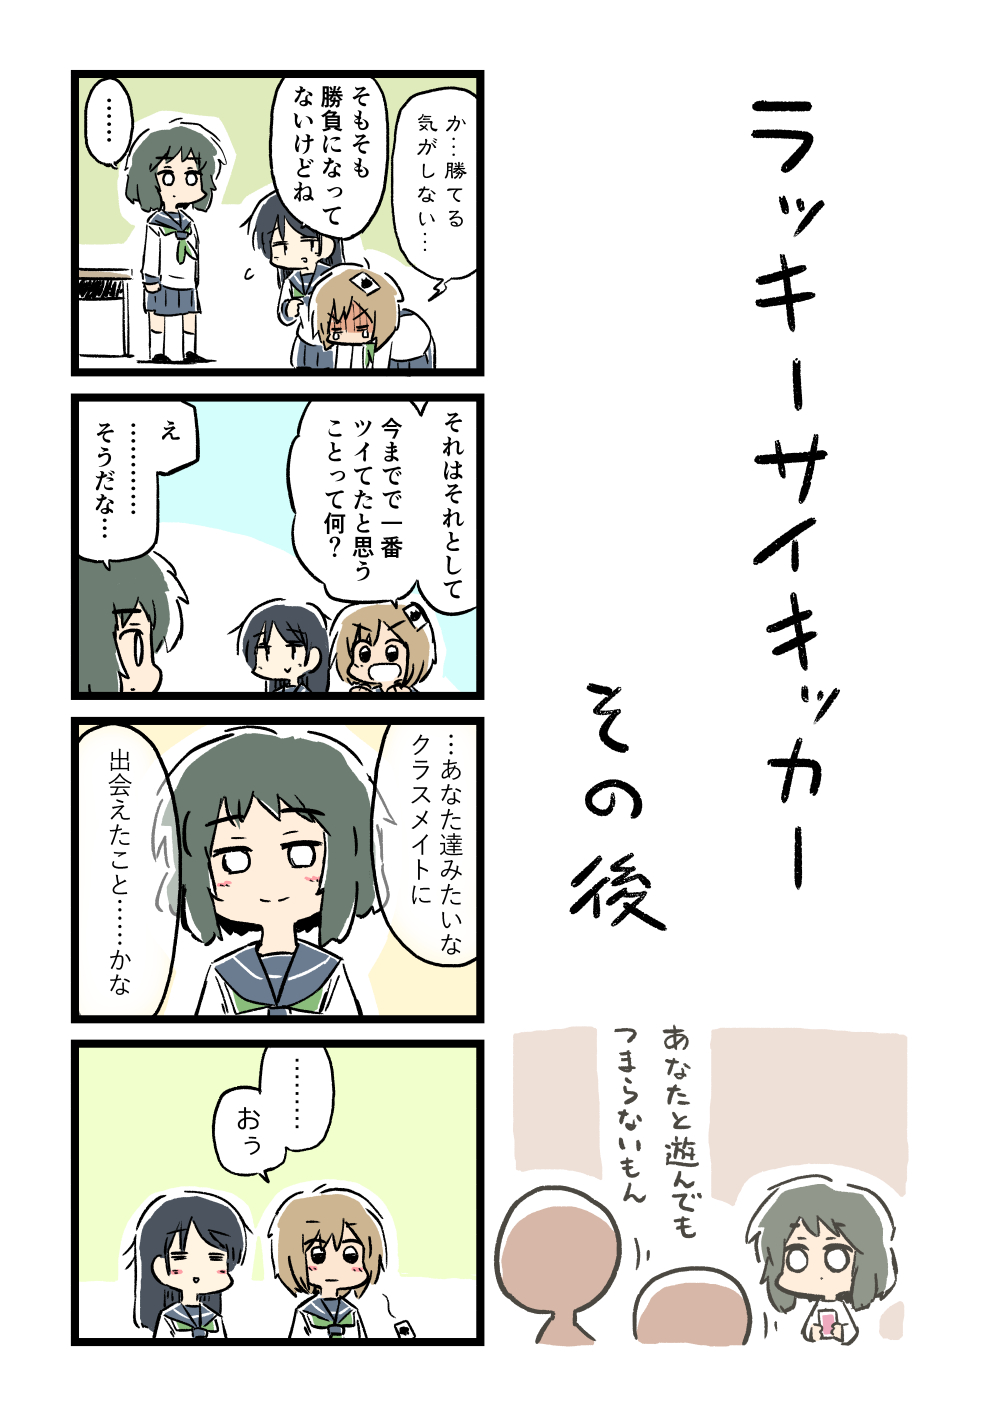 ラッキーサイキッカー
その後
か…勝てる
気がしない…
そもそも
勝負になって
ないけどね
……
それはそれとして
今までで一番
ツイてたと思う
ことって何？
え
…………
そうだな…
…あなた達みたいな
クラスメイトに
出会えたこと……かな
………
おぅ
あなたと遊んでも
つまらないもん